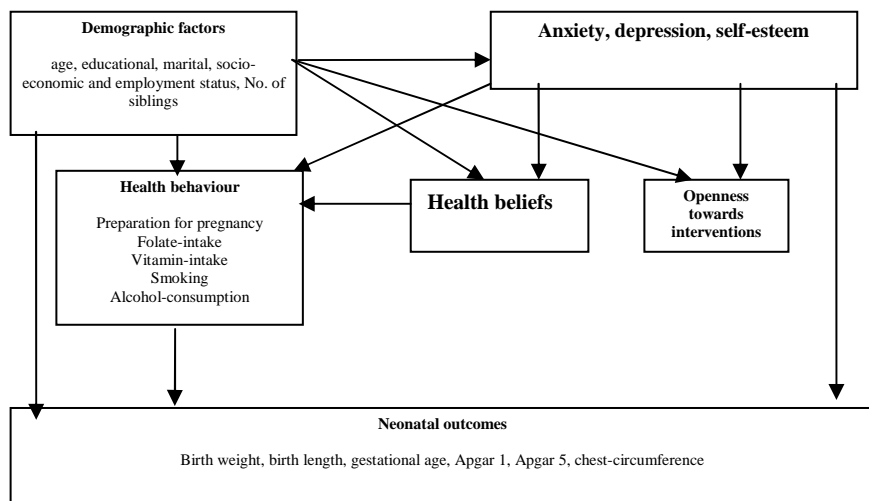 Demographic factors
age, educational, marital, socio-
economic and employment status, No. of
siblings
Anxiety, depression, self-esteem
Health behaviour
Preparation for pregnancy
Folate-intake
Vitamin-intake
Smoking
Alcohol-consumption
Health beliefs
Openness
towards
interventions
Neonatal outcomes
Birth weight, birth length, gestational age, Apgar 1, Apgar 5, chest-circumference